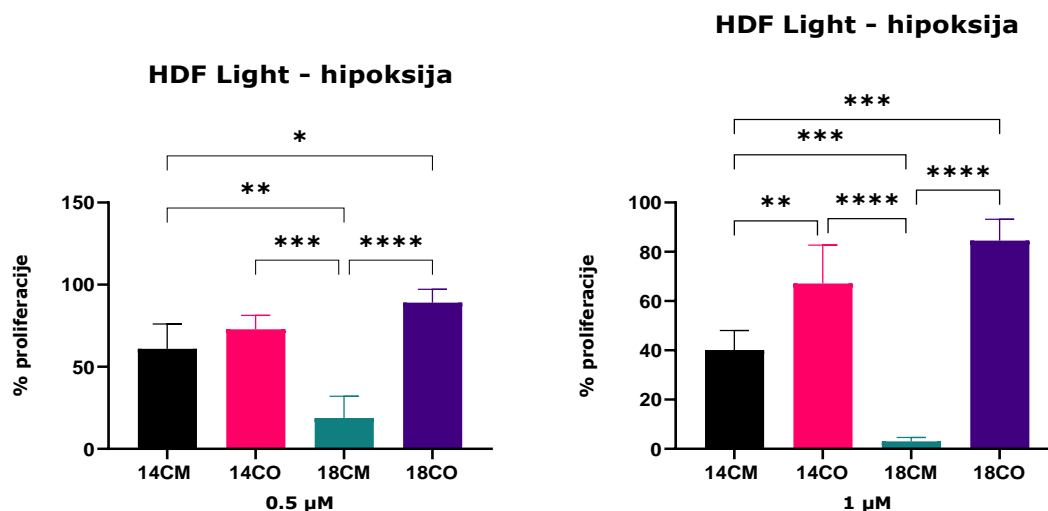 HDF Light - hipoksija
*
**
*** ****
% proliferacije
150
100
50
0
14CM 14CO 18CM 18CO
0.5 µM
HDF Light - hipoksija
***
***
****
** ****
% proliferacije
100
80
60
40
20
0
14CM 14CO 18CM 18CO
1 µM